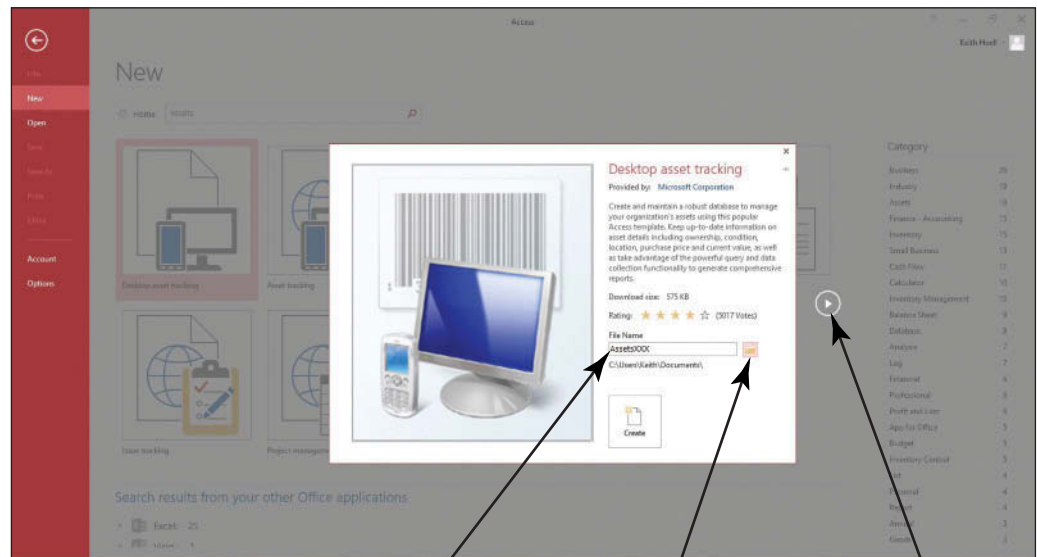 Access
New
New
Open
Account
Options
Home
assets
Desktop asset tracking
Asset tracking
Issue tracking
Project management
Search results from your other Office applications
Excel: 25
Desktop asset tracking
Provided by: Microsoft Corporation
Create and maintain a robust database to manage
your organization's assets using this popular
Access template. Keep up-to-date information on
asset details including ownership, condition,
location, purchase price and current value, as well
as take advantage of the powerful query and data
collection functionality to generate comprehensive
reports.
Download size: 575 KB
Rating: (5017 Votes)
File Name
AssetsXXX
C:\Users\Keith\Documents\
Create
Category
Business
Industry
Assets
Finance - Accounting
Inventory
Small Business
Cash Flow
Calculator
Inventory Management
Balance Sheet
Database
Analysis
Log
Financial
Professional
Profit and Loss
App for Office
Budget
Inventory Control
List
Personal
Report
Annual